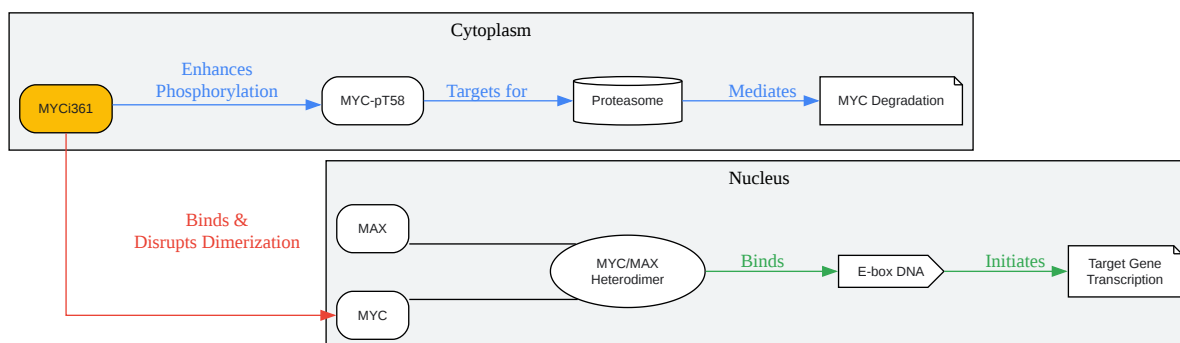 Cytoplasm
Enhances
Phosphorylation
MYCi361
MYC-pT58
Targets for
Proteasome
Mediates
MYC Degradation
Nucleus
Binds &
Disrupts Dimerization
MAX
MYC
MYC/MAX
Heterodimer
Binds
E-box DNA
Initiates
Target Gene
Transcription